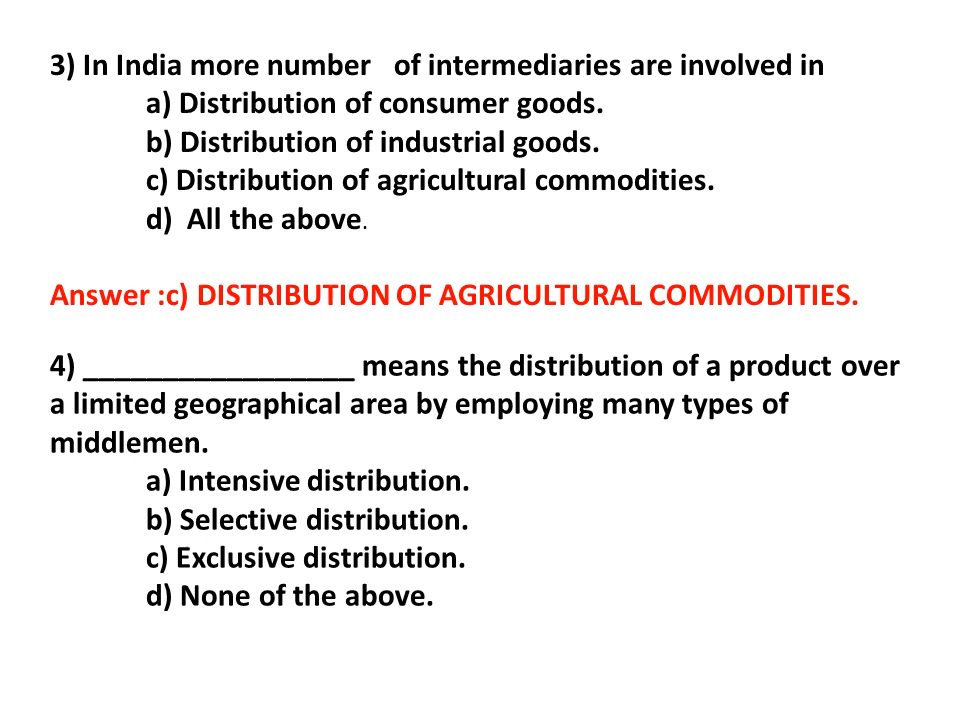 3) In India more number of intermediaries are involved in
a) Distribution of consumer goods.
b) Distribution of industrial goods.
c) Distribution of agricultural commodities.
d) All the above.
Answer :c) DISTRIBUTION OF AGRICULTURAL COMMODITIES.
4) __________________ means the distribution of a product over
a limited geographical area by employing many types of
middlemen.
a) Intensive distribution.
b) Selective distribution.
c) Exclusive distribution.
d) None of the above.